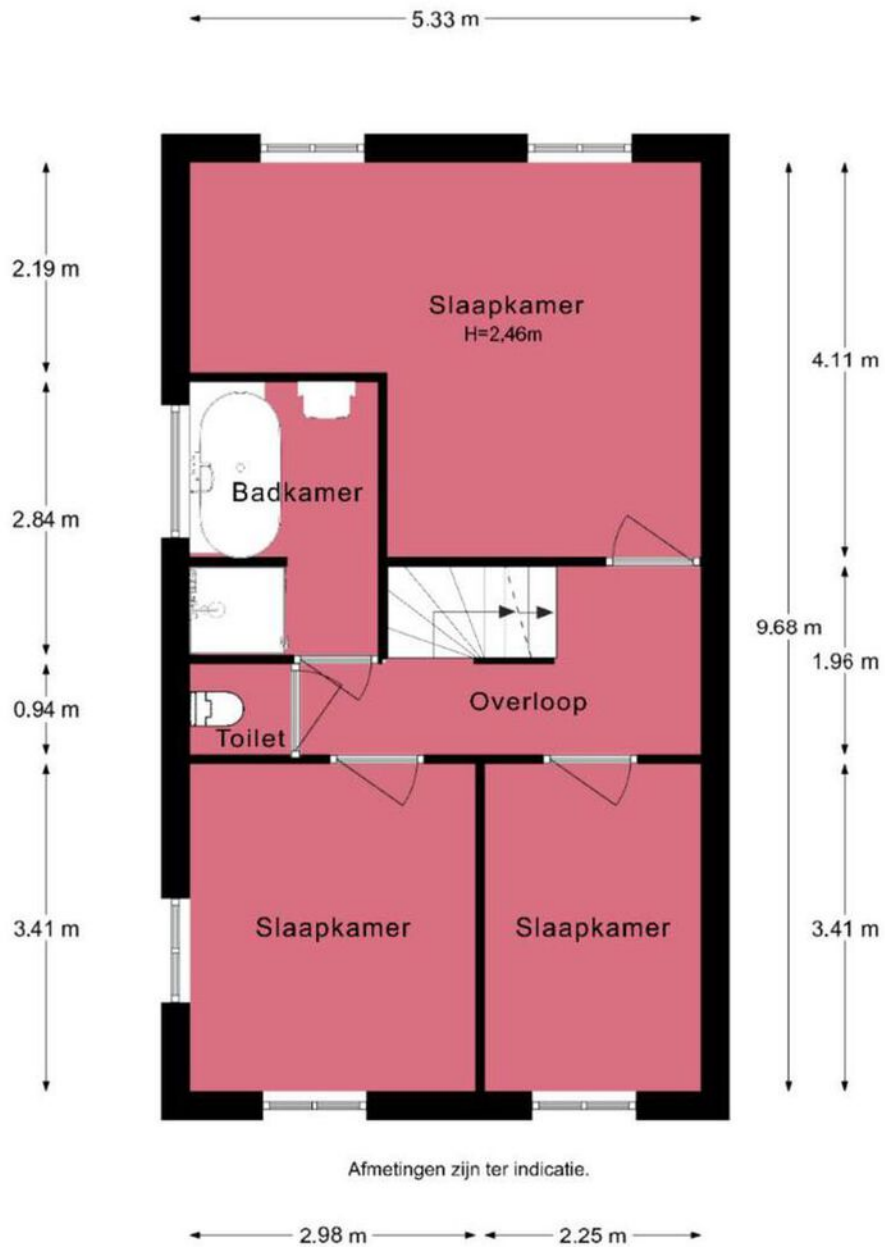 5.33 m
2.19 m
Slaapkamer
H=2,46m
4.11 m
Badkamer
2.84 m
9.68 m
1.96 m
0.94 m
Overloop
Toilet
3.41 m
Slaapkamer
Slaapkamer
3.41 m
Afmetingen zijn ter indicatie.
2.98 m
2.25 m